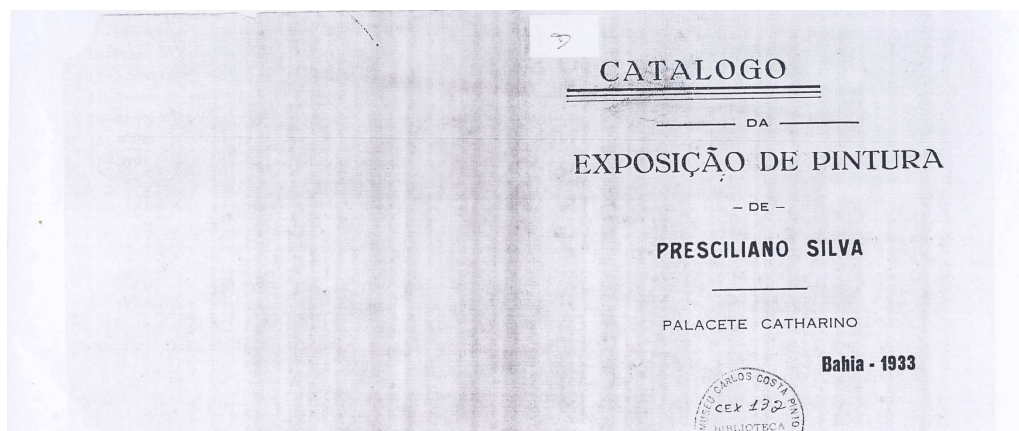 CATALOGO
DA
EXPOSIÇÃO DE PINTURA
– DE –
PRESCILIANO SILVA
PALACETE CATHARINO
Bahia - 1933
MUSEU CARLOS COSTA PINTO
CEX 132
BIBLIOTECA